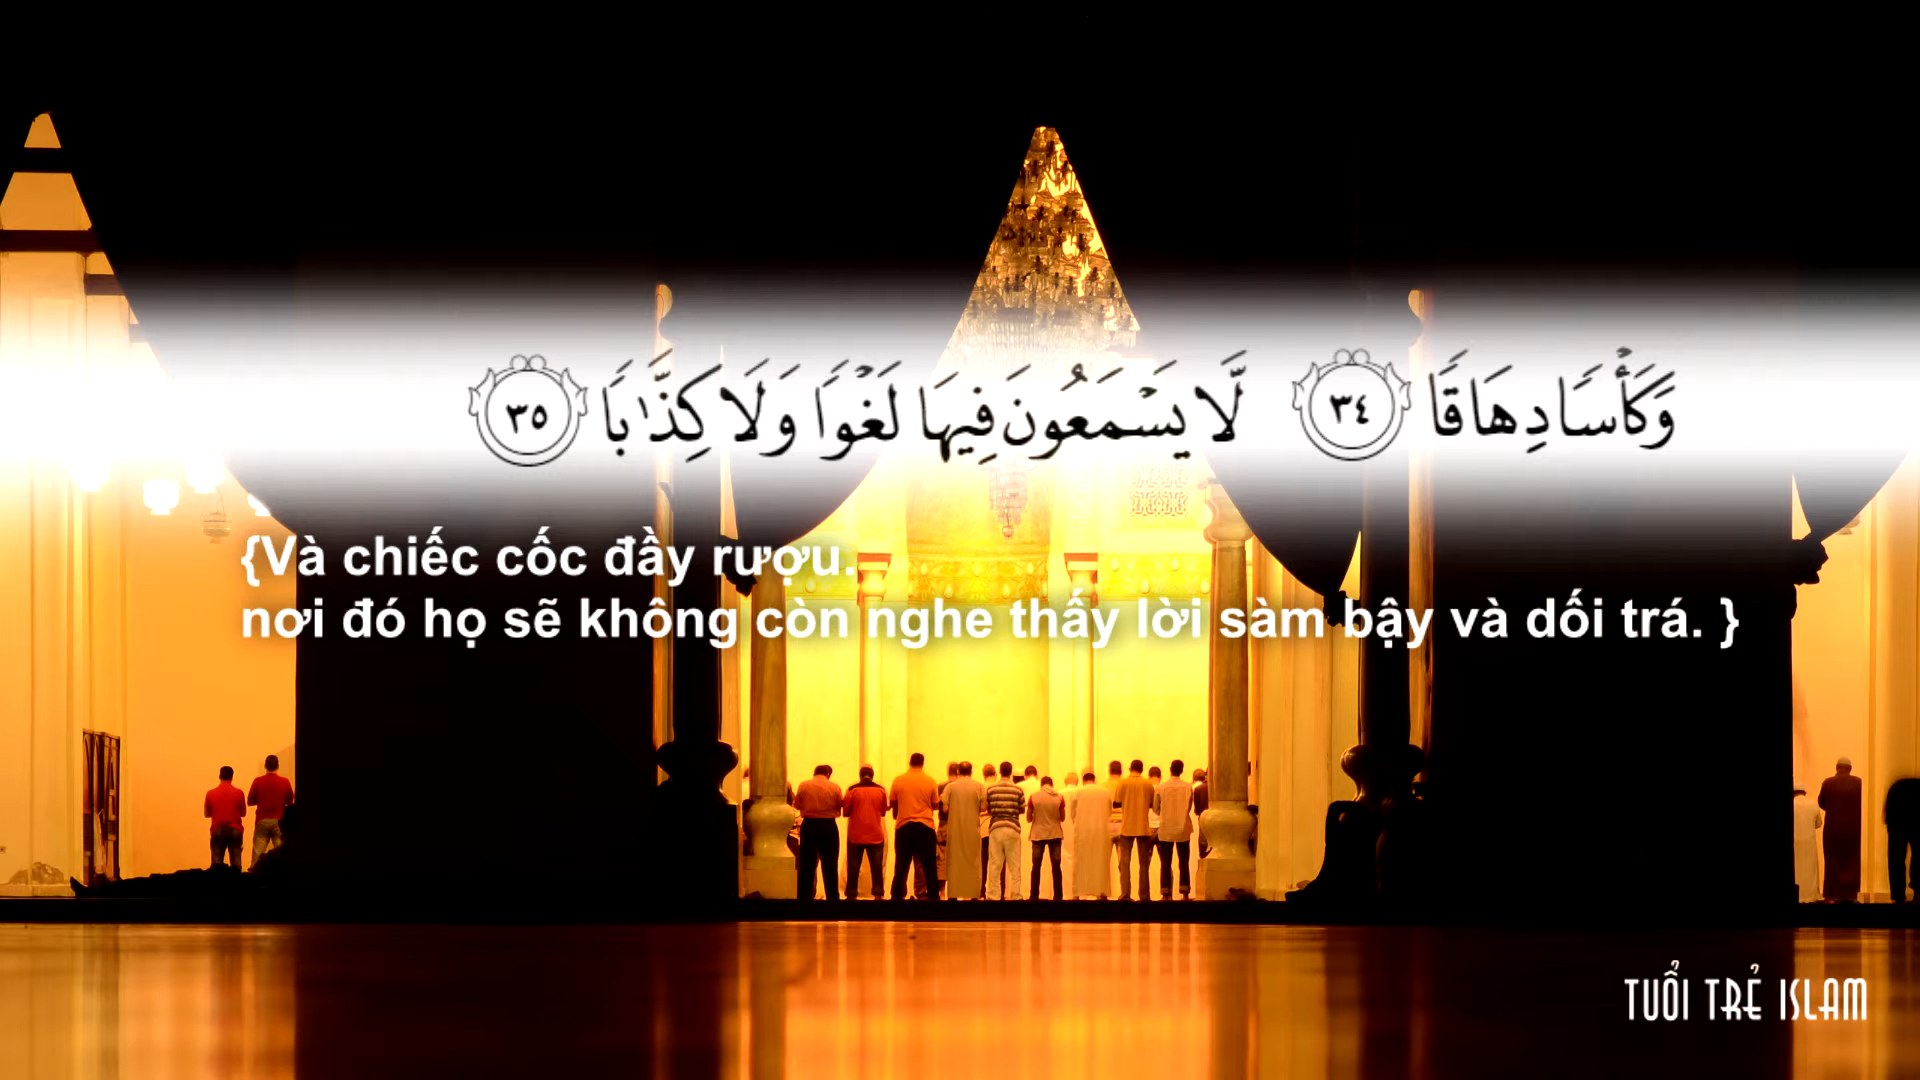 وَكَأْسًا دِهَاقًا ٣٤ لَّا يَسْمَعُونَ فِيهَا لَغْوًا وَلَا كِذَّٰبًا ٣٥
{Và chiếc cốc đầy rượu.
nơi đó họ sẽ không còn nghe thấy lời sàm bậy và dối trá. }
TUỔI TRẺ ISLAM